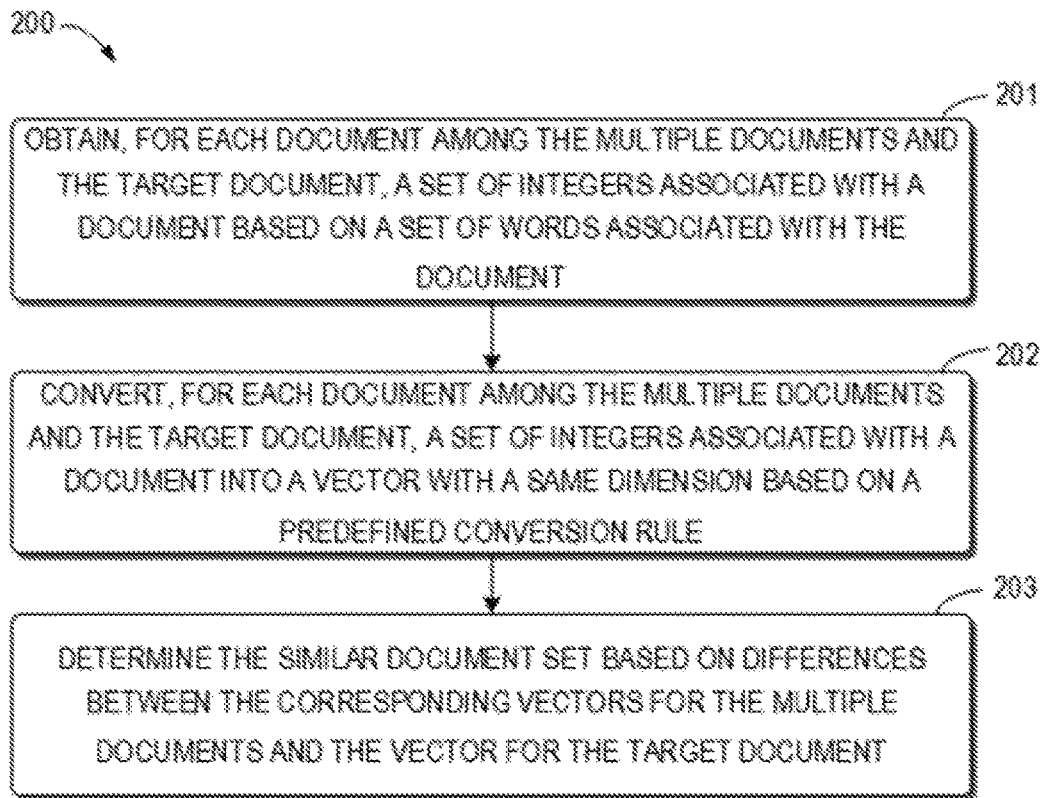 200
201
OBTAIN, FOR EACH DOCUMENT AMONG THE MULTIPLE DOCUMENTS AND
THE TARGET DOCUMENT, A SET OF INTEGERS ASSOCIATED WITH A
DOCUMENT BASED ON A SET OF WORDS ASSOCIATED WITH THE
DOCUMENT
202
CONVERT, FOR EACH DOCUMENT AMONG THE MULTIPLE DOCUMENTS
AND THE TARGET DOCUMENT, A SET OF INTEGERS ASSOCIATED WITH A
DOCUMENT INTO A VECTOR WITH A SAME DIMENSION BASED ON A
PREDEFINED CONVERSION RULE
203
DETERMINE THE SIMILAR DOCUMENT SET BASED ON DIFFERENCES
BETWEEN THE CORRESPONDING VECTORS FOR THE MULTIPLE
DOCUMENTS AND THE VECTOR FOR THE TARGET DOCUMENT